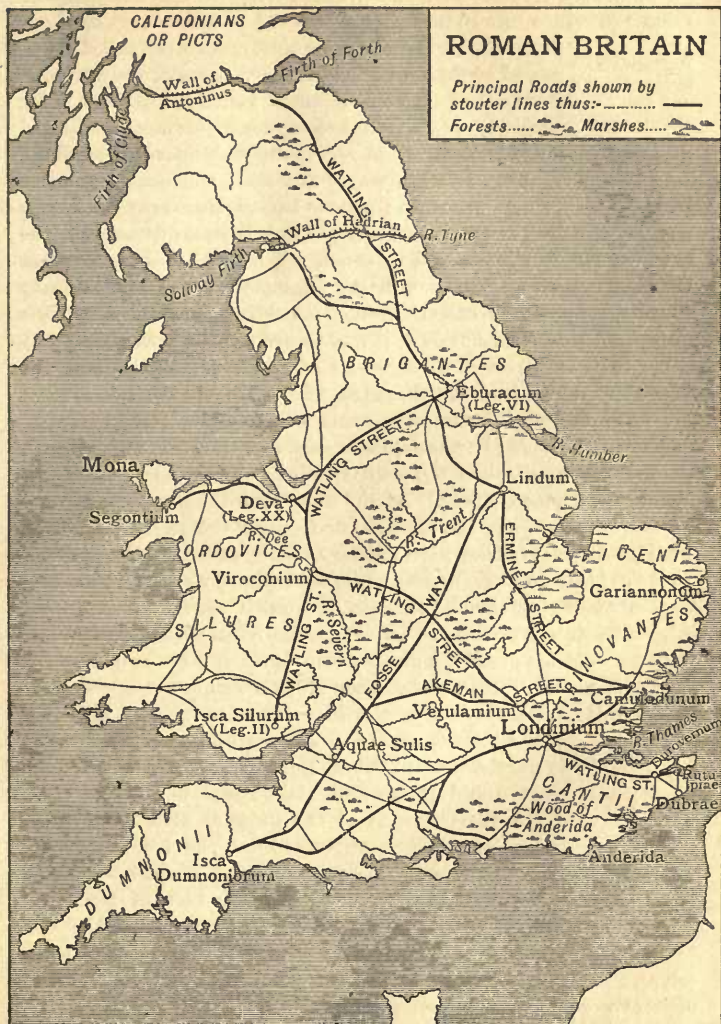 CALEDONIANS
OR PICTS
ROMAN BRITAIN
Principal Roads shown by
stouter lines thus:-
Forests...... Marshes.....
Firth of Forth
Wall of
Antoninus
Firth of Clyde
WATLING
STREET
Wall of Hadrian
R. Tyne
Solway Firth
BRIGANTES
Eburacum
(Leg.VI)
R. Humber
WATLING STREET
Mona
Segontium
Deva
(Leg.XX)
R. Dee
Lindum
R. Trent
ORDOVICES
Viroconium
ERMINE
STREET
ICENI
Gariannonum
WATLING
STREET
FOSSE WAY
WATLING ST.
R. Severn
SILURES
TRINOVANTES
AKEMAN STREET
Camulodunum
Verulamium
Isca Silurum
(Leg.II)
Londinium
R. Thames
Aquae Sulis
Durovernum
WATLING ST.
Rutu-
piae
CANTII
Dubrae
Wood of
Anderida
Anderida
DUMNONII
Isca
Dumnoniorum